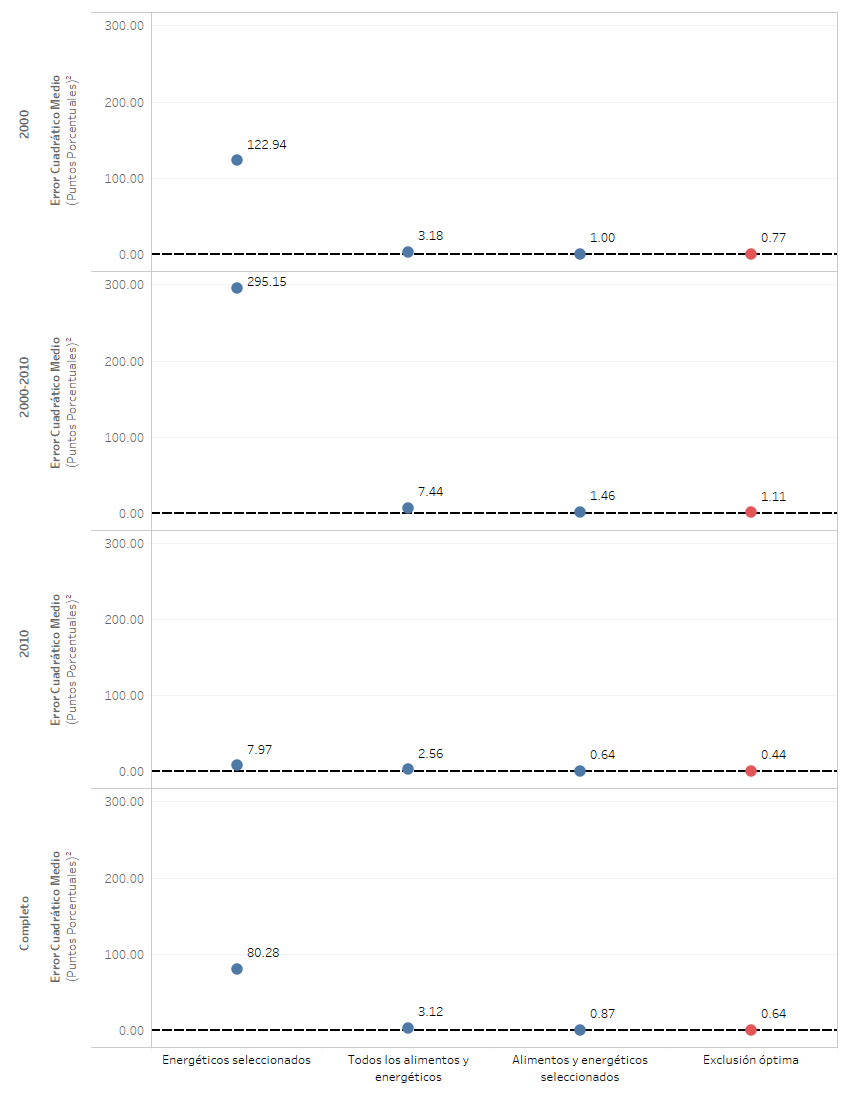 2000
Error Cuadrático Medio
(Puntos Porcentuales)²
300.00
200.00
100.00
0.00
122.94
3.18
1.00
0.77
2000-2010
Error Cuadrático Medio
(Puntos Porcentuales)²
300.00
200.00
100.00
0.00
295.15
7.44
1.46
1.11
2010
Error Cuadrático Medio
(Puntos Porcentuales)²
300.00
200.00
100.00
0.00
7.97
2.56
0.64
0.44
Completo
Error Cuadrático Medio
(Puntos Porcentuales)²
300.00
200.00
100.00
0.00
80.28
3.12
0.87
0.64
Energéticos seleccionados
Todos los alimentos y
energéticos
Alimentos y energéticos
seleccionados
Exclusión óptima